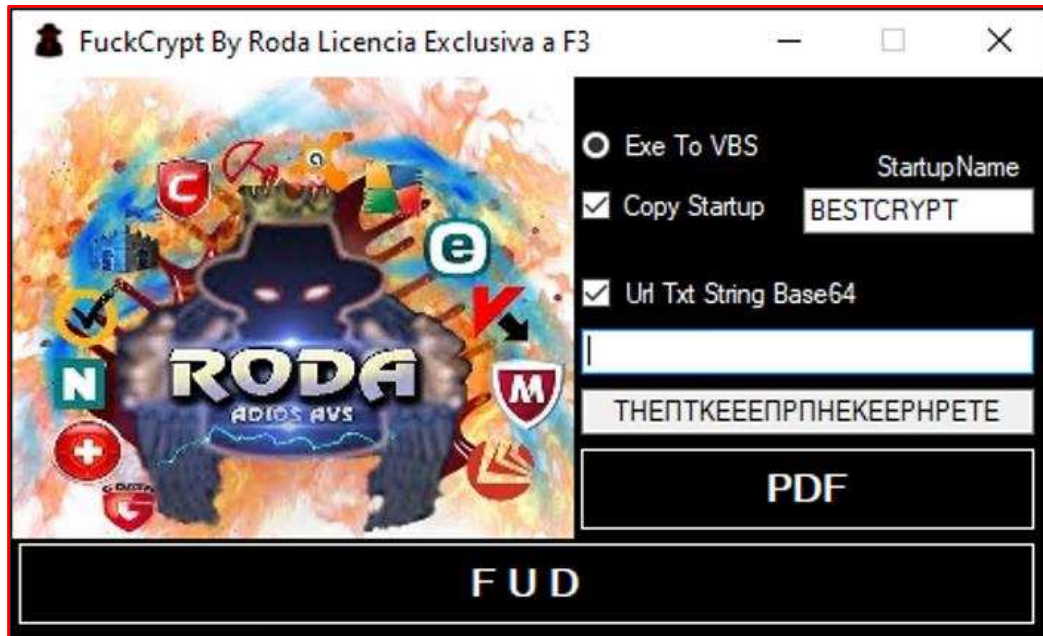 FuckCrypt By Roda Licencia Exclusiva a F3
Exe To VBS
StartupName
Copy Startup
BESTCRYPT
Url Txt String Base64
RODA
ADIOS AVS
ТНЕПТКЕЕЕПРПНЕКЕЕРНРЕТЕ
PDF
F U D
C
e
N
M